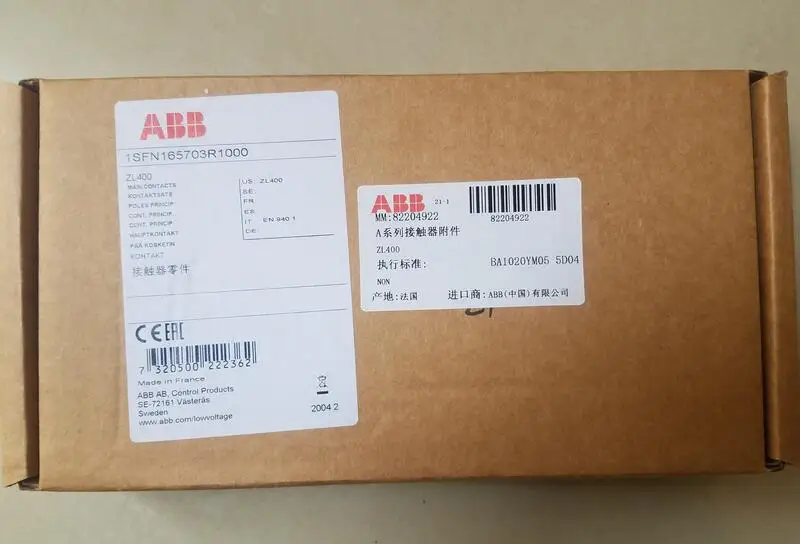 ABB
1SFN165703R1000
ZL400
MAIN CONTACTS
KONTAKTSATS
POLES PRINCIP
CONT. PRINCIP
CONT. PRINCIP
HAUPTKONTAKT
PÄÄ KOSKETIN
KONTAKT
接触器零件
US: ZL400
SE:
FR:
ES:
IT: EN 940 1
DE:
CE EAC
7 320500 222362
Made in France
ABB AB, Control Products
SE-72161 Västerås
Sweden
www.abb.com/lowvoltage
2004 2
ABB 21-1
MM:82204922
82204922
A系列接触器附件
ZL400
执行标准: BA1020YM05 5D04
NON
产地:法国 进口商:ABB(中国)有限公司